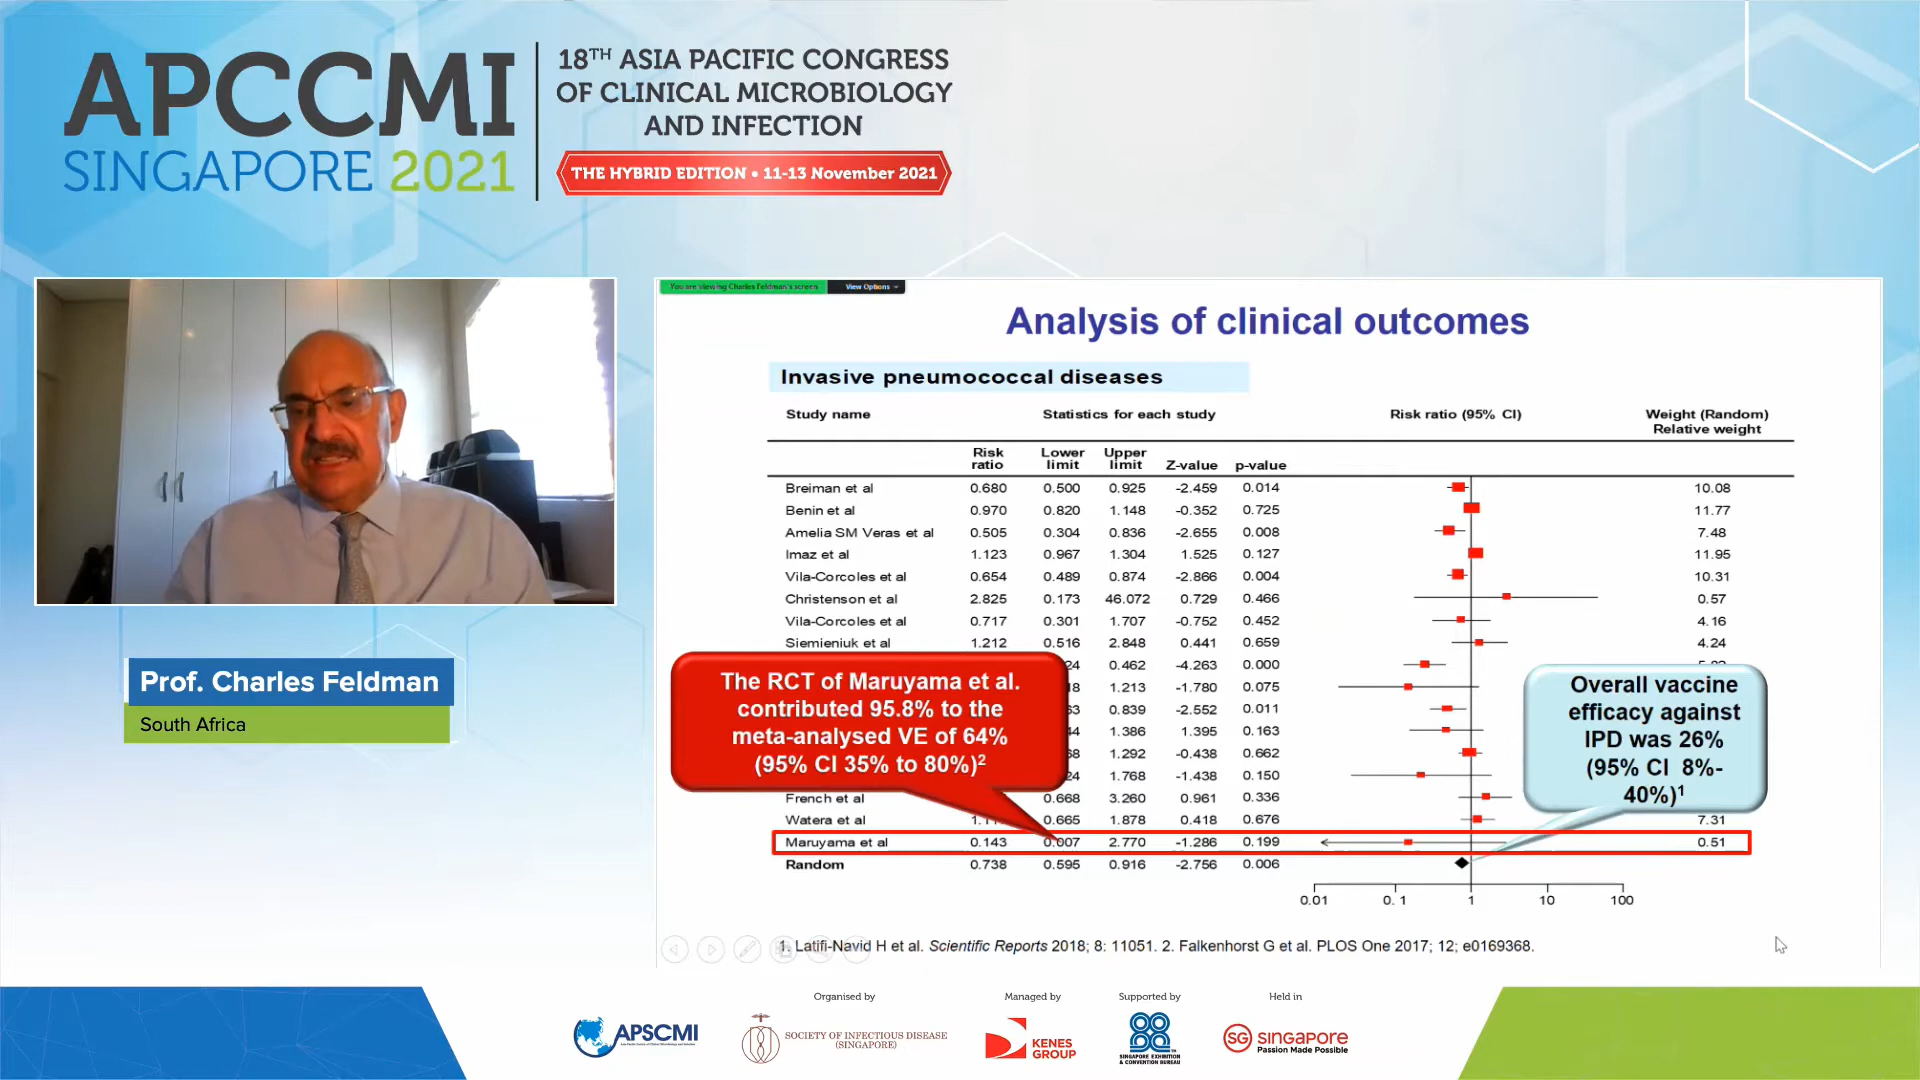 APCCMI
SINGAPORE 2021
18TH ASIA PACIFIC CONGRESS
OF CLINICAL MICROBIOLOGY
AND INFECTION
THE HYBRID EDITION • 11-13 November 2021
You are viewing Charles Feldman's screen
View Options
Prof. Charles Feldman
South Africa
Analysis of clinical outcomes
Invasive pneumococcal diseases
Study name Statistics for each study Risk ratio (95% CI) Weight (Random)
Relative weight
Risk ratio Lower limit Upper limit Z-value p-value
Breiman et al 0.680 0.500 0.925 -2.459 0.014 10.08
Benin et al 0.970 0.820 1.148 -0.352 0.725 11.77
Amelia SM Veras et al 0.505 0.304 0.836 -2.655 0.008 7.48
Imaz et al 1.123 0.967 1.304 1.525 0.127 11.95
Vila-Corcoles et al 0.654 0.489 0.874 -2.866 0.004 10.31
Christenson et al 2.825 0.173 46.072 0.729 0.466 0.57
Vila-Corcoles et al 0.717 0.301 1.707 -0.752 0.452 4.16
Siemieniuk et al 1.212 0.516 2.848 0.441 0.659 4.24
24 0.462 -4.263 0.000
1.213 -1.780 0.075
63 0.839 -2.552 0.011
44 1.386 1.395 0.163
68 1.292 -0.438 0.662
24 1.768 -1.438 0.150
French et al 0.668 3.260 0.961 0.336
Watera et al 0.665 1.878 0.418 0.676 7.31
Maruyama et al 0.143 0.007 2.770 -1.286 0.199 0.51
Random 0.738 0.595 0.916 -2.756 0.006
0.01 0.1 1 10 100
The RCT of Maruyama et al.
contributed 95.8% to the
meta-analysed VE of 64%
(95% CI 35% to 80%)2
Overall vaccine
efficacy against
IPD was 26%
(95% CI 8%-
40%)1
1. Latifi-Navid H et al. Scientific Reports 2018; 8: 11051. 2. Falkenhorst G et al. PLOS One 2017; 12; e0169368.
Organised by
Managed by
Supported by
Held in
APSCMI
SOCIETY OF INFECTIOUS DISEASE
(SINGAPORE)
KENES
GROUP
SINGAPORE EXHIBITION
& CONVENTION BUREAU
SG Singapore
Passion Made Possible